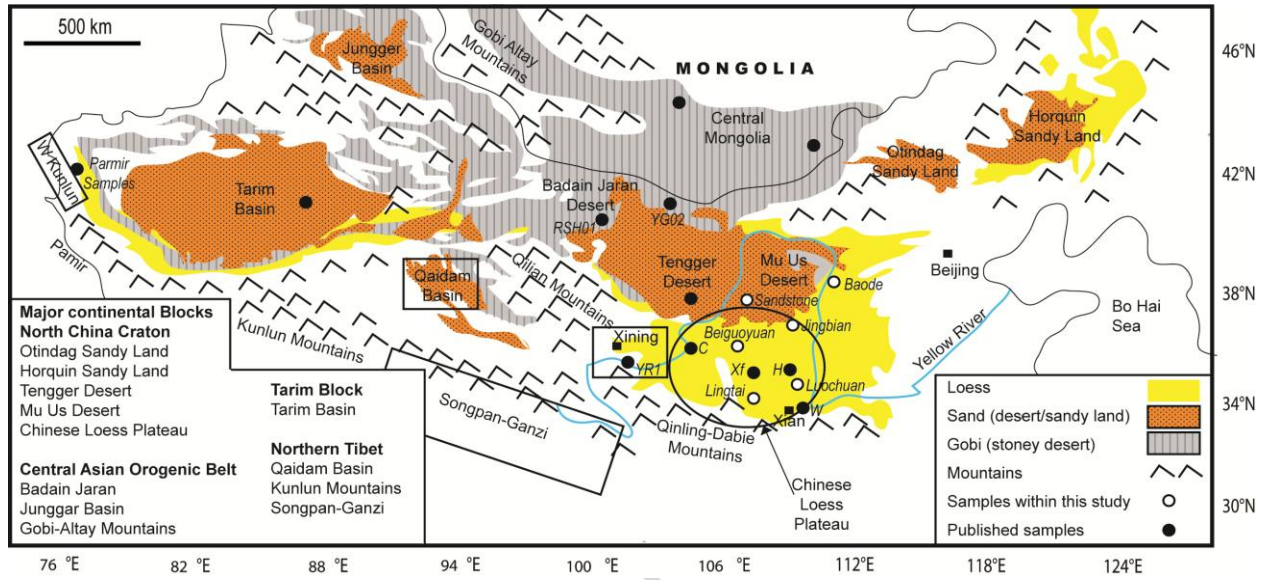 500 km
Jungger
Basin
Gobi Altay
Mountains
MONGOLIA
Central
Mongolia
Horquin
Sandy Land
Otindag
Sandy Land
W Kunlun
Parmir
Samples
Tarim
Basin
Badain Jaran
Desert
RSH01
YG02
Tengger
Desert
Mu Us
Desert
Sandstone
Baode
Beijing
Bo Hai
Sea
Pamir
Qaidam
Basin
Qilian Mountains
Kunlun Mountains
Xining
YR1
C
Beiguoyuan
Jingbian
Xf
H
Lingtai
Luochuan
W
Xian
Yellow River
Songpan-Ganzi
Qinling-Dabie
Mountains
Chinese
Loess
Plateau
Major continental Blocks
North China Craton
Otindag Sandy Land
Horquin Sandy Land
Tengger Desert
Mu Us Desert
Chinese Loess Plateau
Central Asian Orogenic Belt
Badain Jaran
Junggar Basin
Gobi-Altay Mountains
Tarim Block
Tarim Basin
Northern Tibet
Qaidam Basin
Kunlun Mountains
Songpan-Ganzi
Loess
Sand (desert/sandy land)
Gobi (stoney desert)
Mountains
Samples within this study
Published samples
46°N
42°N
38°N
34°N
30°N
76 °E
82 °E
88 °E
94 °E
100 °E
106 °E
112°E
118°E
124°E